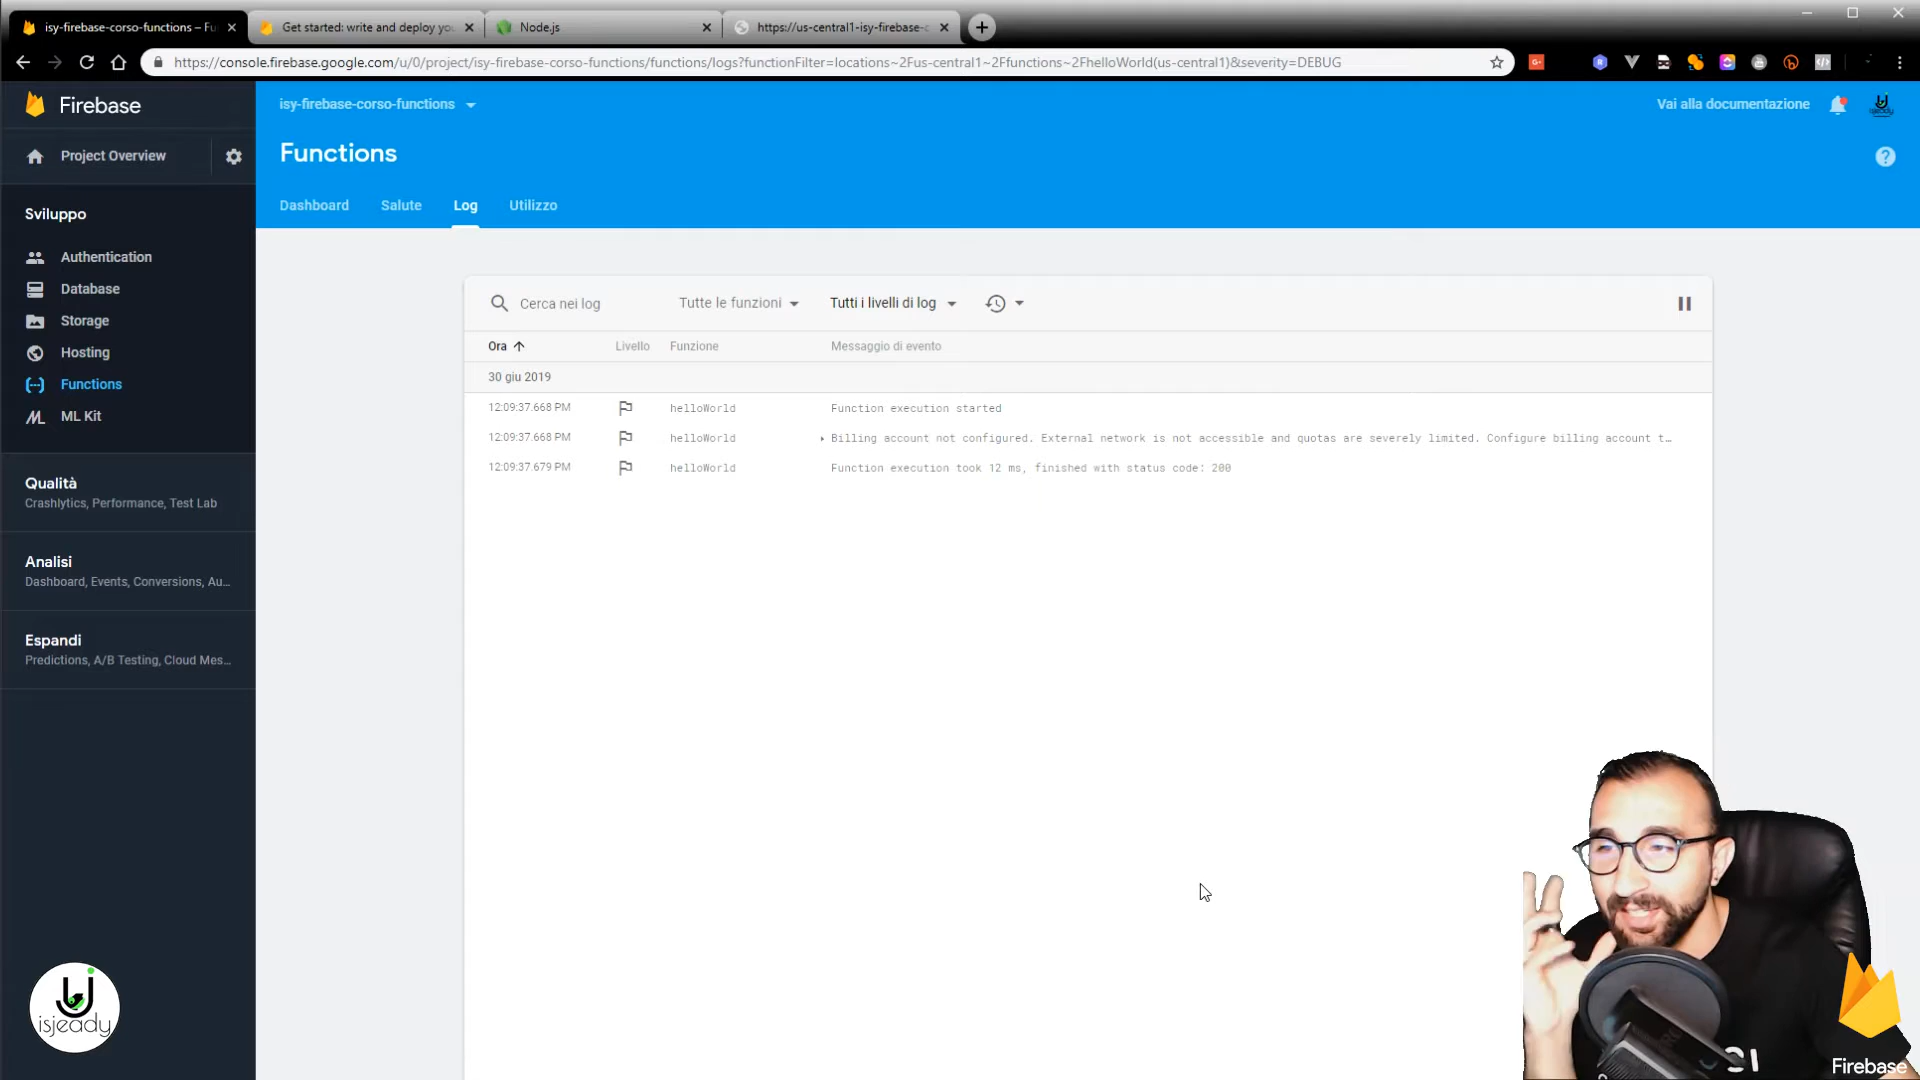 isy-firebase-corso-functions – Fu
Get started: write and deploy yo
Node.js
https://us-central1-isy-firebase-c
https://console.firebase.google.com/u/0/project/isy-firebase-corso-functions/functions/logs?functionFilter=locations~2Fus-central1~2Ffunctions~2FhelloWorld(us-central1)&severity=DEBUG
Firebase
isy-firebase-corso-functions
Vai alla documentazione
Project Overview
Functions
Dashboard
Salute
Log
Utilizzo
Sviluppo
Authentication
Database
Storage
Hosting
Functions
ML Kit
Qualità
Crashlytics, Performance, Test Lab
Analisi
Dashboard, Events, Conversions, Au...
Espandi
Predictions, A/B Testing, Cloud Mes...
Cerca nei log
Tutte le funzioni
Tutti i livelli di log
Ora Livello Funzione Messaggio di evento
30 giu 2019
12:09:37.668 PM helloWorld Function execution started
12:09:37.668 PM helloWorld Billing account not configured. External network is not accessible and quotas are severely limited. Configure billing account t…
12:09:37.679 PM helloWorld Function execution took 12 ms, finished with status code: 200
isjeady
Firebase